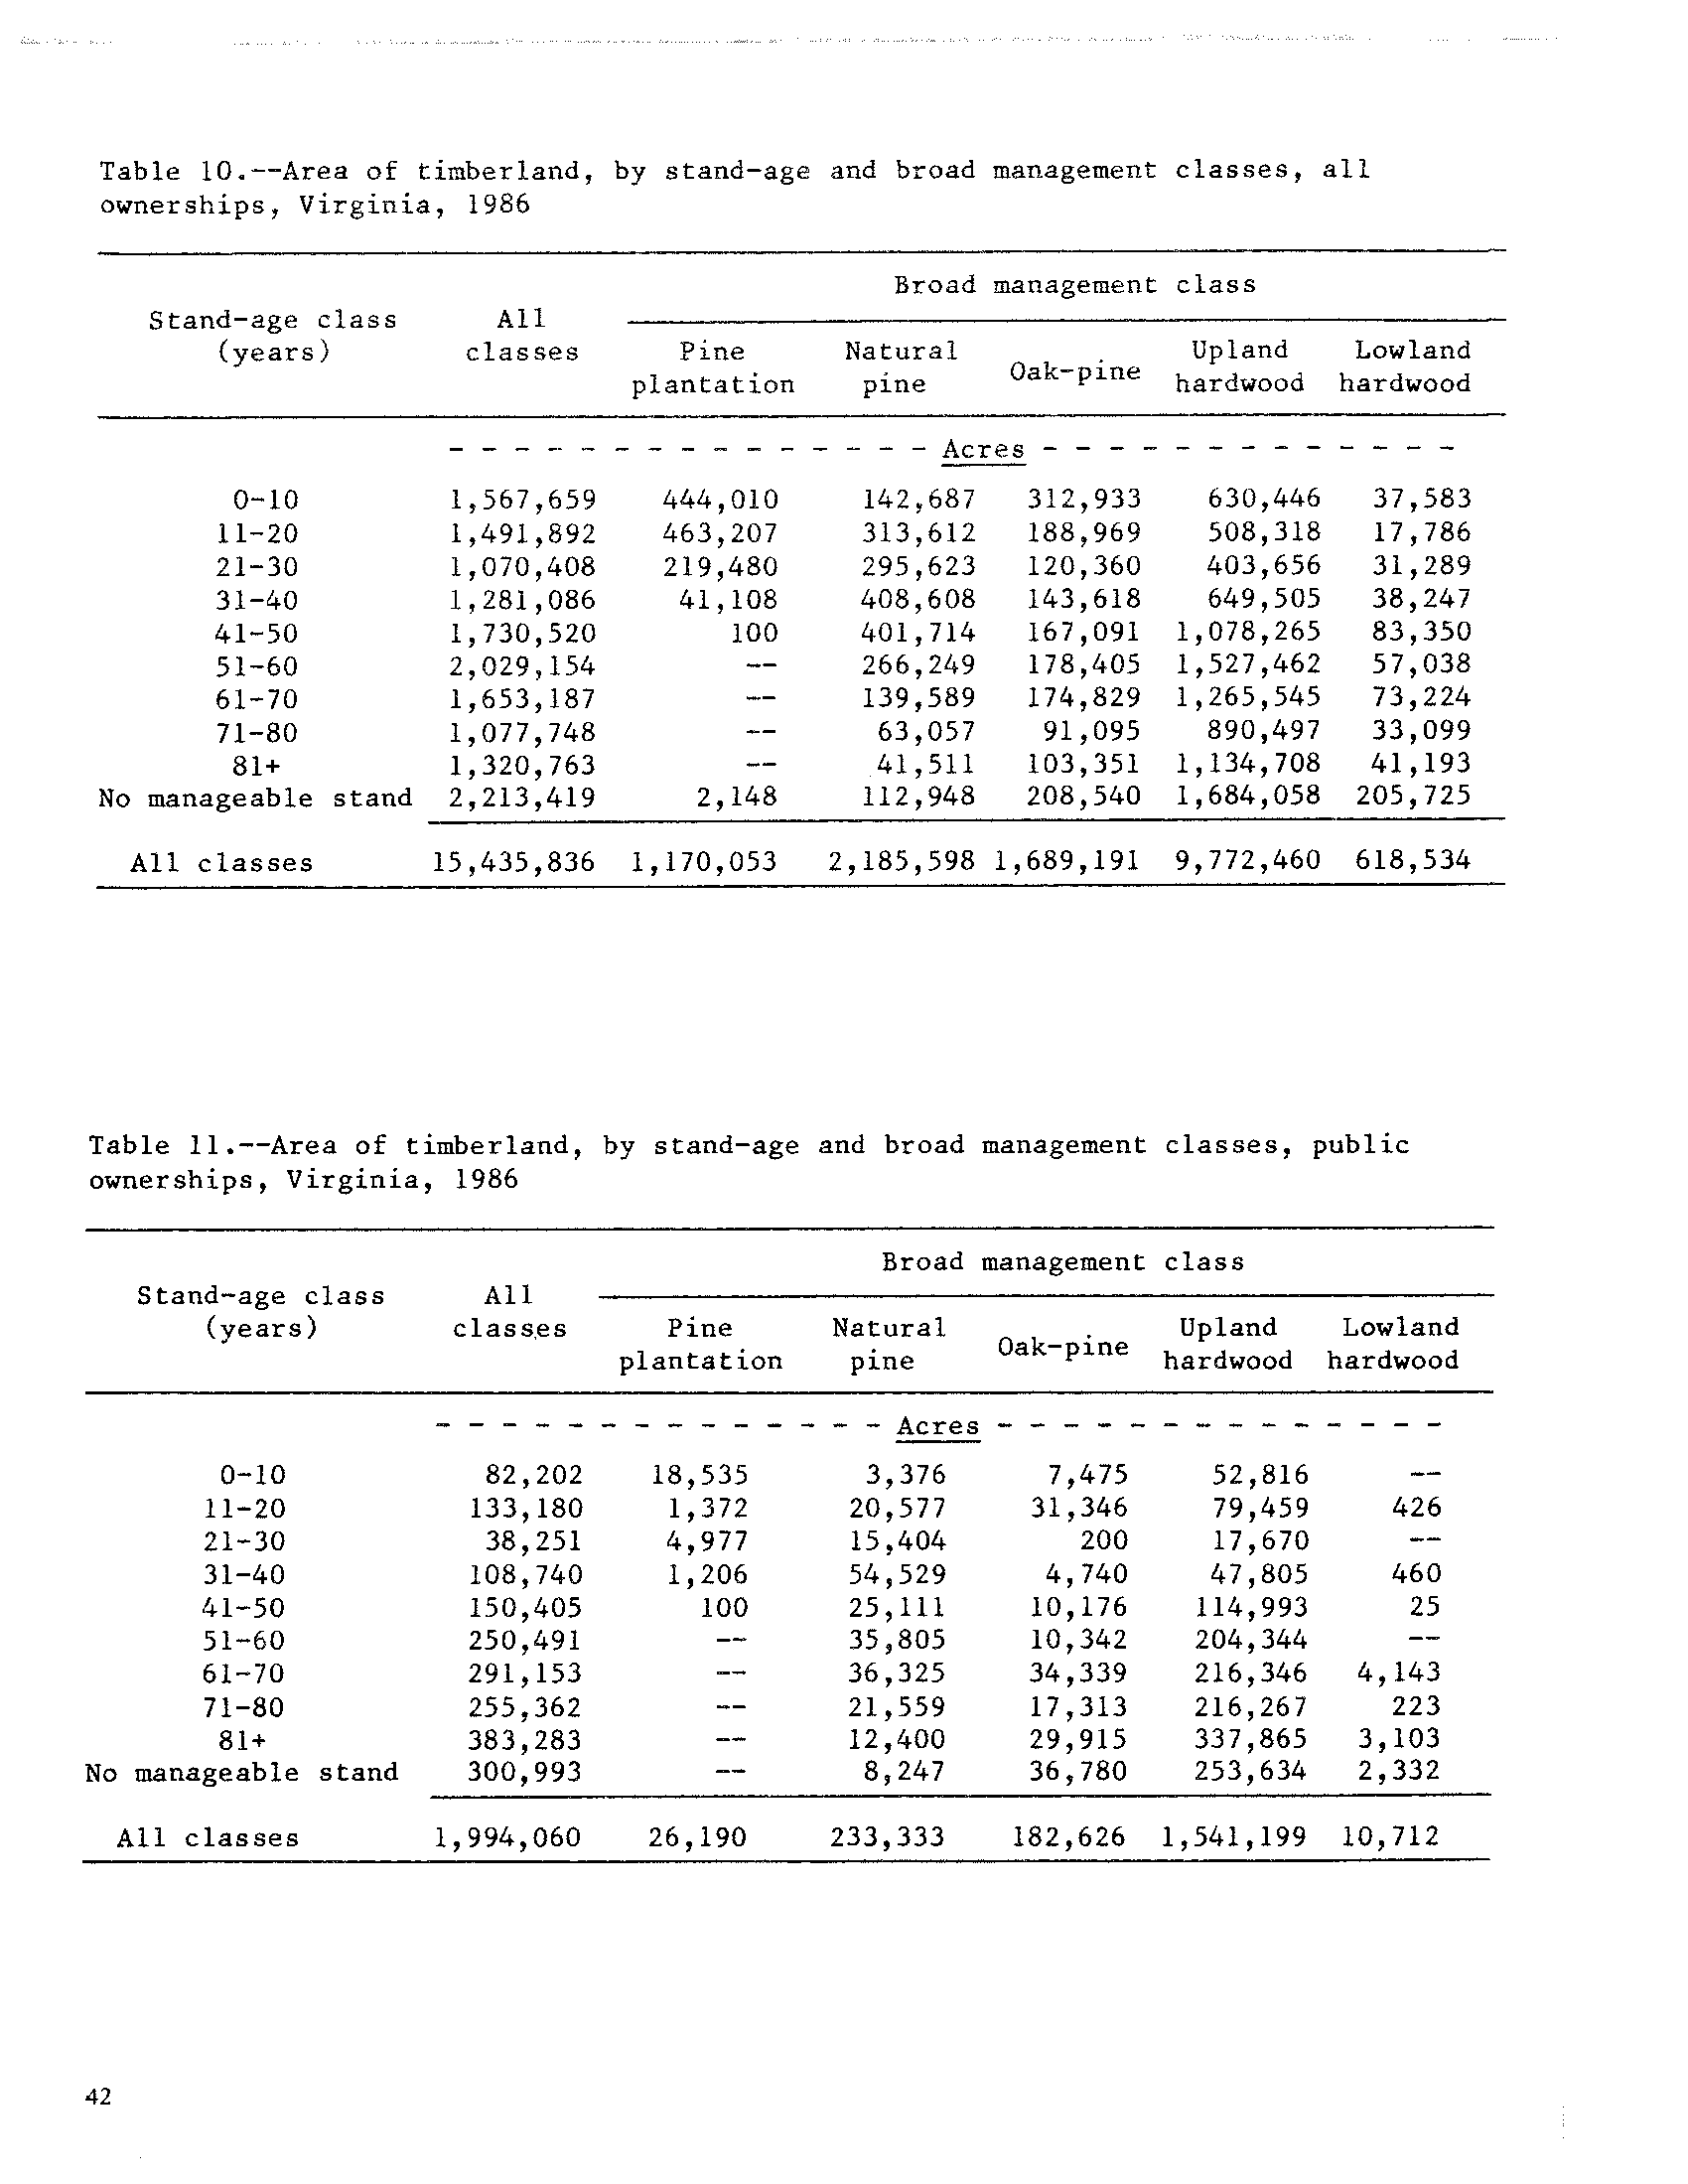 Table 10.--Area of timberland, by stand-age and broad management classes, all
ownerships, Virginia, 1986
Broad management class
Stand-age class All
(years) classes Pine Natural Oak-pine Upland Lowland
plantation pine hardwood hardwood
- - - - - - - - - - - - - - - Acres - - - - - - - - - - - - -
0-10 1,567,659 444,010 142,687 312,933 630,446 37,583
11-20 1,491,892 463,207 313,612 188,969 508,318 17,786
21-30 1,070,408 219,480 295,623 120,360 403,656 31,289
31-40 1,281,086 41,108 408,608 143,618 649,505 38,247
41-50 1,730,520 100 401,714 167,091 1,078,265 83,350
51-60 2,029,154 -- 266,249 178,405 1,527,462 57,038
61-70 1,653,187 -- 139,589 174,829 1,265,545 73,224
71-80 1,077,748 -- 63,057 91,095 890,497 33,099
81+ 1,320,763 -- 41,511 103,351 1,134,708 41,193
No manageable stand 2,213,419 2,148 112,948 208,540 1,684,058 205,725
All classes 15,435,836 1,170,053 2,185,598 1,689,191 9,772,460 618,534
Table 11.--Area of timberland, by stand-age and broad management classes, public
ownerships, Virginia, 1986
Broad management class
Stand-age class All
(years) classes Pine Natural Oak-pine Upland Lowland
plantation pine hardwood hardwood
- - - - - - - - - - - - - - Acres - - - - - - - - - - - - - -
0-10 82,202 18,535 3,376 7,475 52,816 --
11-20 133,180 1,372 20,577 31,346 79,459 426
21-30 38,251 4,977 15,404 200 17,670 --
31-40 108,740 1,206 54,529 4,740 47,805 460
41-50 150,405 100 25,111 10,176 114,993 25
51-60 250,491 -- 35,805 10,342 204,344 --
61-70 291,153 -- 36,325 34,339 216,346 4,143
71-80 255,362 -- 21,559 17,313 216,267 223
81+ 383,283 -- 12,400 29,915 337,865 3,103
No manageable stand 300,993 -- 8,247 36,780 253,634 2,332
All classes 1,994,060 26,190 233,333 182,626 1,541,199 10,712
42